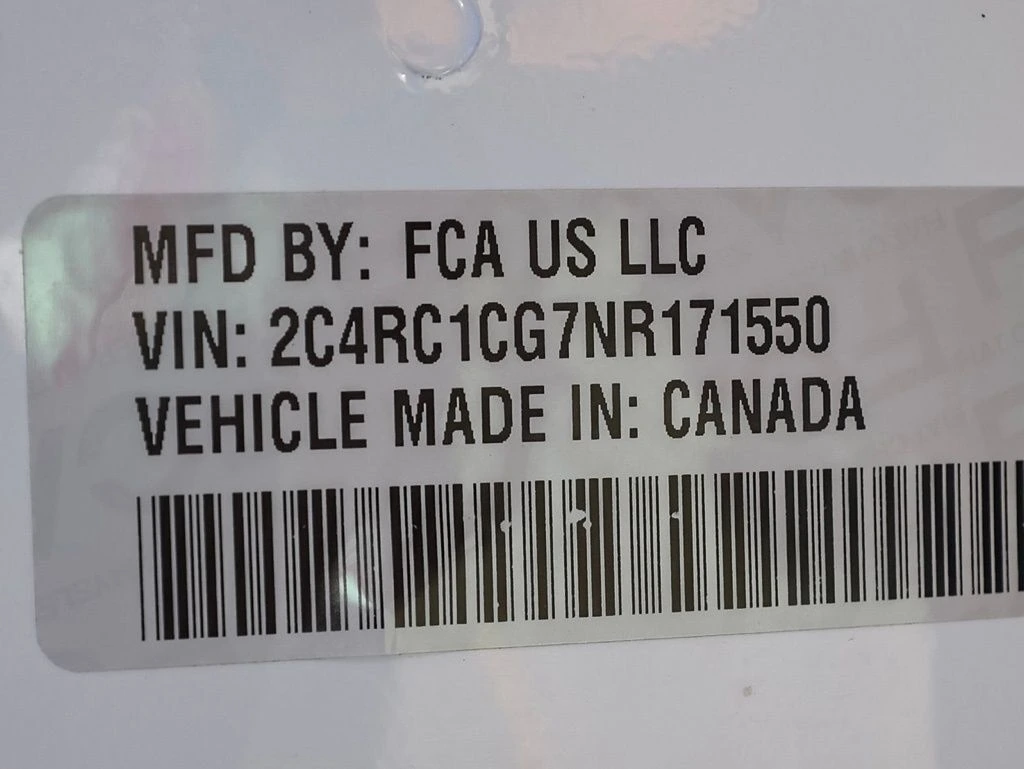 MFD BY: FCA US LLC
VIN: 2C4RC1CG7NR171550
VEHICLE MADE IN: CANADA